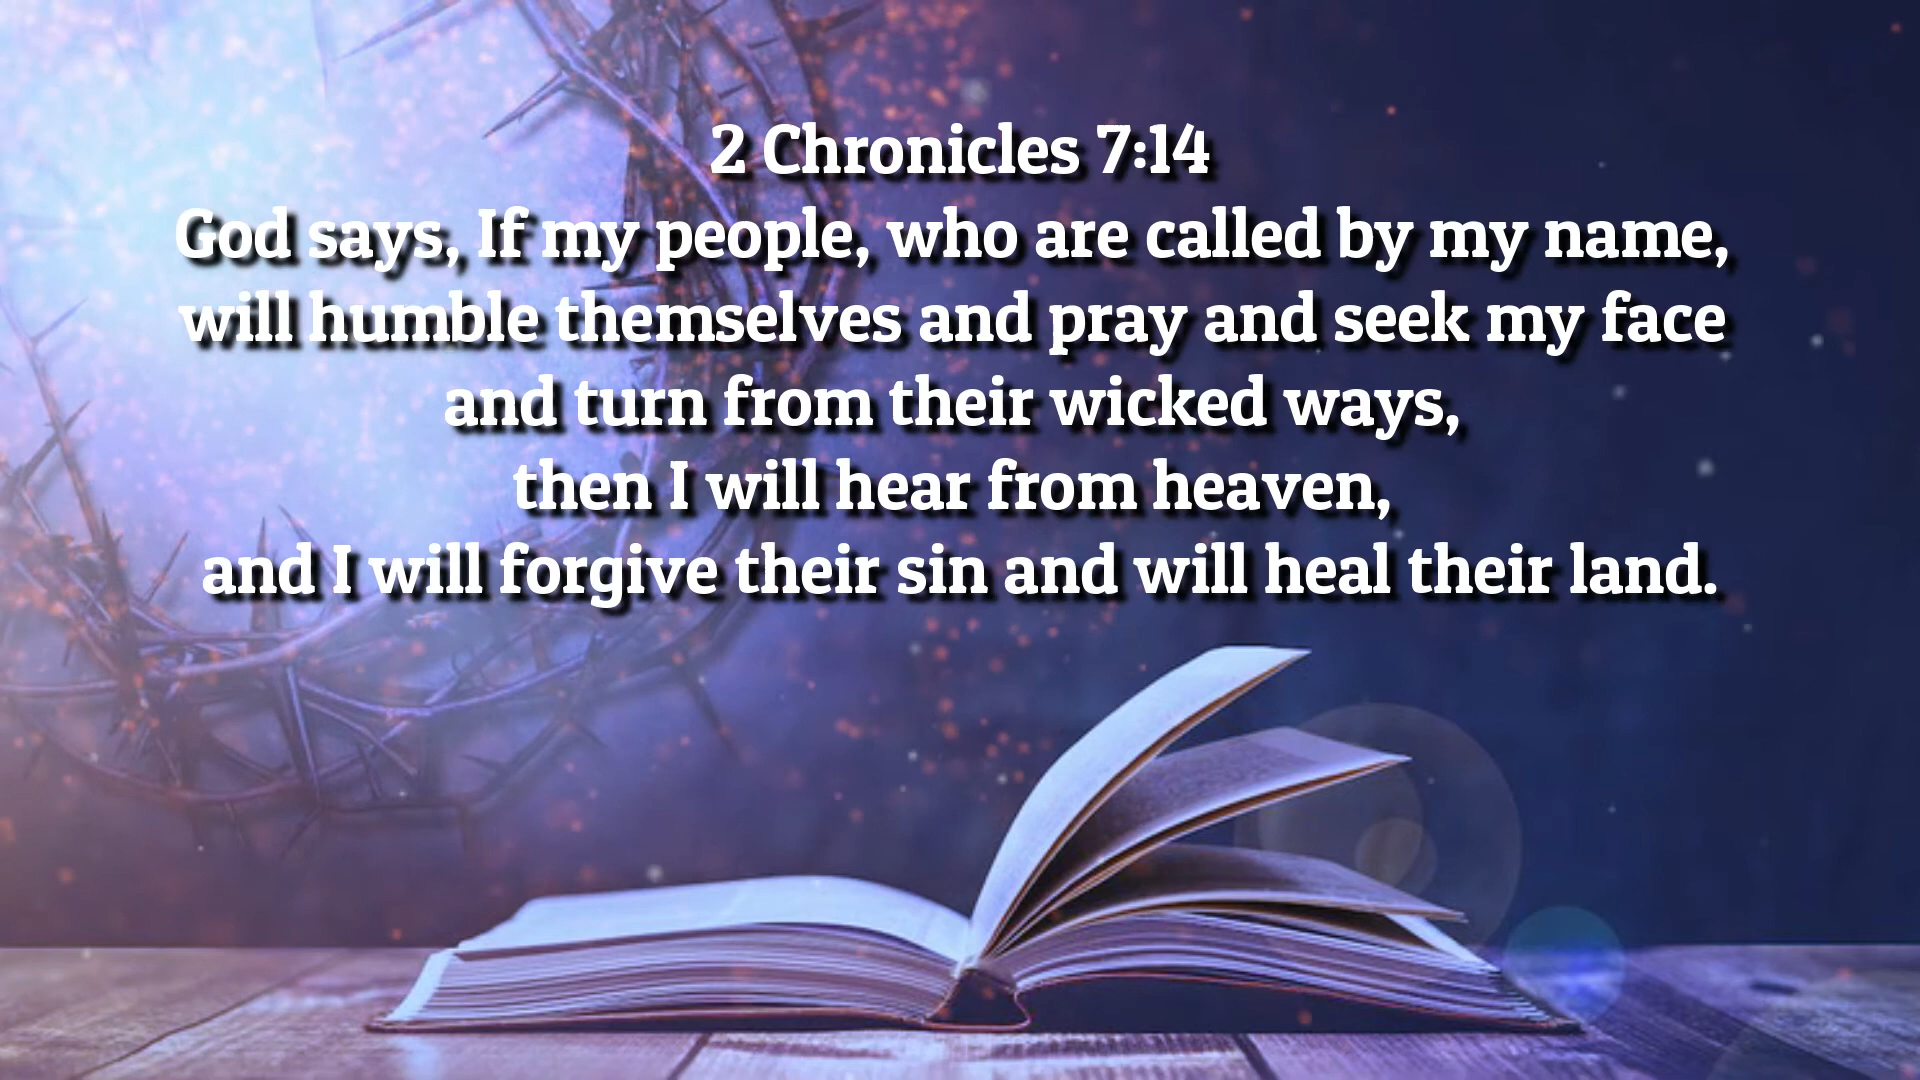 2 Chronicles 7:14
God says, If my people, who are called by my name,
will humble themselves and pray and seek my face
and turn from their wicked ways,
then I will hear from heaven,
and I will forgive their sin and will heal their land.